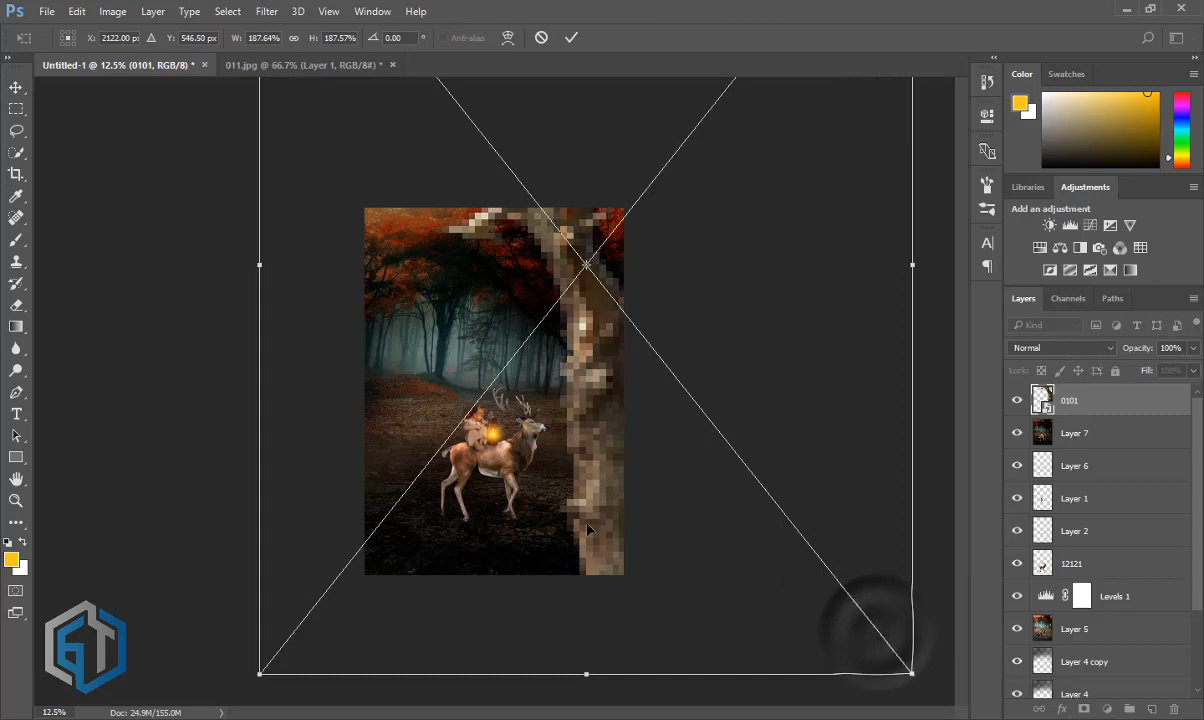 Ps File Edit Image Layer Type Select Filter 3D View Window Help
X: 2122.00 px Y: 546.50 px W: 187.64% H: 187.57% 0.00 Anti-alias
Untitled-1 @ 12.5% (0101, RGB/8) * × 011.jpg @ 66.7% (Layer 1, RGB/8#) * ×
Color Swatches
Libraries Adjustments
Add an adjustment
Layers Channels Paths
Kind
Normal Opacity: 100%
Lock: Fill: 100%
0101
Layer 7
Layer 6
Layer 1
Layer 2
12121
Levels 1
Layer 5
Layer 4 copy
Layer 4
GT
12.5% Doc: 24.9M/155.0M